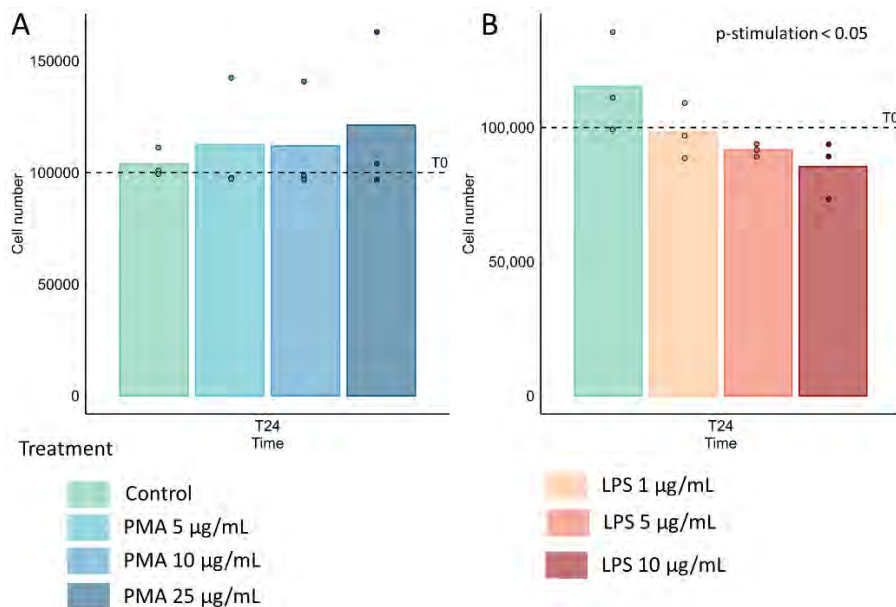 A
Cell number
150000
100000
50000
0
T0
T24
Time
B
p-stimulation < 0.05
Cell number
100,000
50,000
0
T0
T24
Time
Treatment
Control
PMA 5 µg/mL
PMA 10 µg/mL
PMA 25 µg/mL
LPS 1 µg/mL
LPS 5 µg/mL
LPS 10 µg/mL